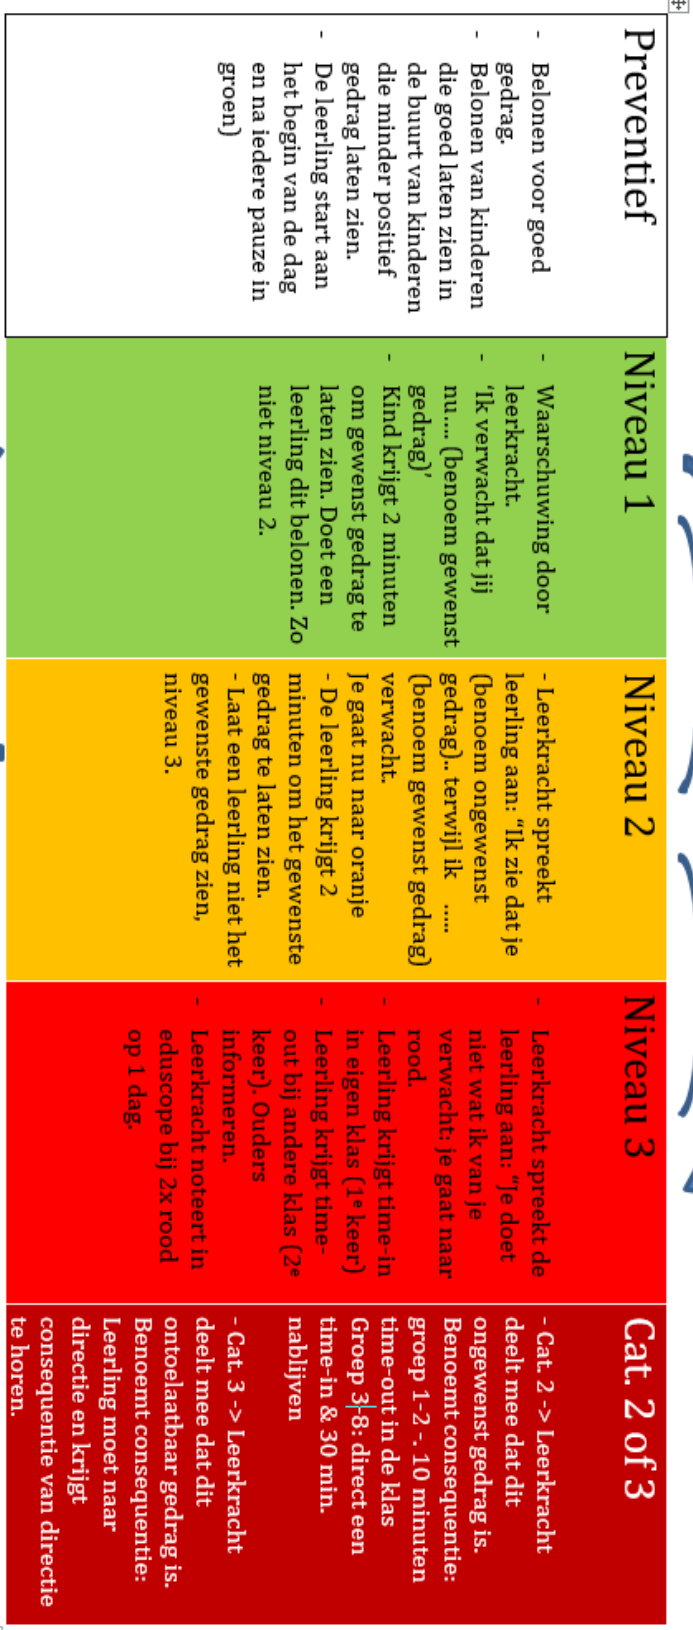 Preventief
- Belonen voor goed
gedrag.
- Belonen van kinderen
die goed laten zien in
de buurt van kinderen
die minder positief
gedrag laten zien.
- De leerling start aan
het begin van de dag
en na iedere pauze in
groen)
Niveau 1
- Waarschuwing door
leerkracht.
- ‘Ik verwacht dat jij
nu.... (benoem gewenst
gedrag)’
- Kind krijgt 2 minuten
om gewenst gedrag te
laten zien. Doet een
leerling dit belonen. Zo
niet niveau 2.
Niveau 2
- Leerkracht spreekt
leerling aan: “Ik zie dat je
(benoem ongewenst
gedrag).. terwijl ik .....
(benoem gewenst gedrag)
verwacht.
Je gaat nu naar oranje
- De leerling krijgt 2
minuten om het gewenste
gedrag te laten zien.
- Laat een leerling niet het
gewenste gedrag zien,
niveau 3.
Niveau 3
- Leerkracht spreekt de
leerling aan: “Je doet
niet wat ik van je
verwacht: je gaat naar
rood.
- Leerling krijgt time-in
in eigen klas (1e keer)
- Leerling krijgt time-
out bij andere klas (2e
keer). Ouders
informeren.
- Leerkracht noteert in
eduscope bij 2x rood
op 1 dag.
Cat. 2 of 3
- Cat. 2 -> Leerkracht
deelt mee dat dit
ongewenst gedrag is.
Benoemt consequentie:
groep 1-2 -. 10 minuten
time-out in de klas
Groep 3-8: direct een
time-in & 30 min.
nablijven
- Cat. 3 -> Leerkracht
deelt mee dat dit
ontoelaatbaar gedrag is.
Benoemt consequentie:
Leerling moet naar
directie en krijgt
consequentie van directie
te horen.